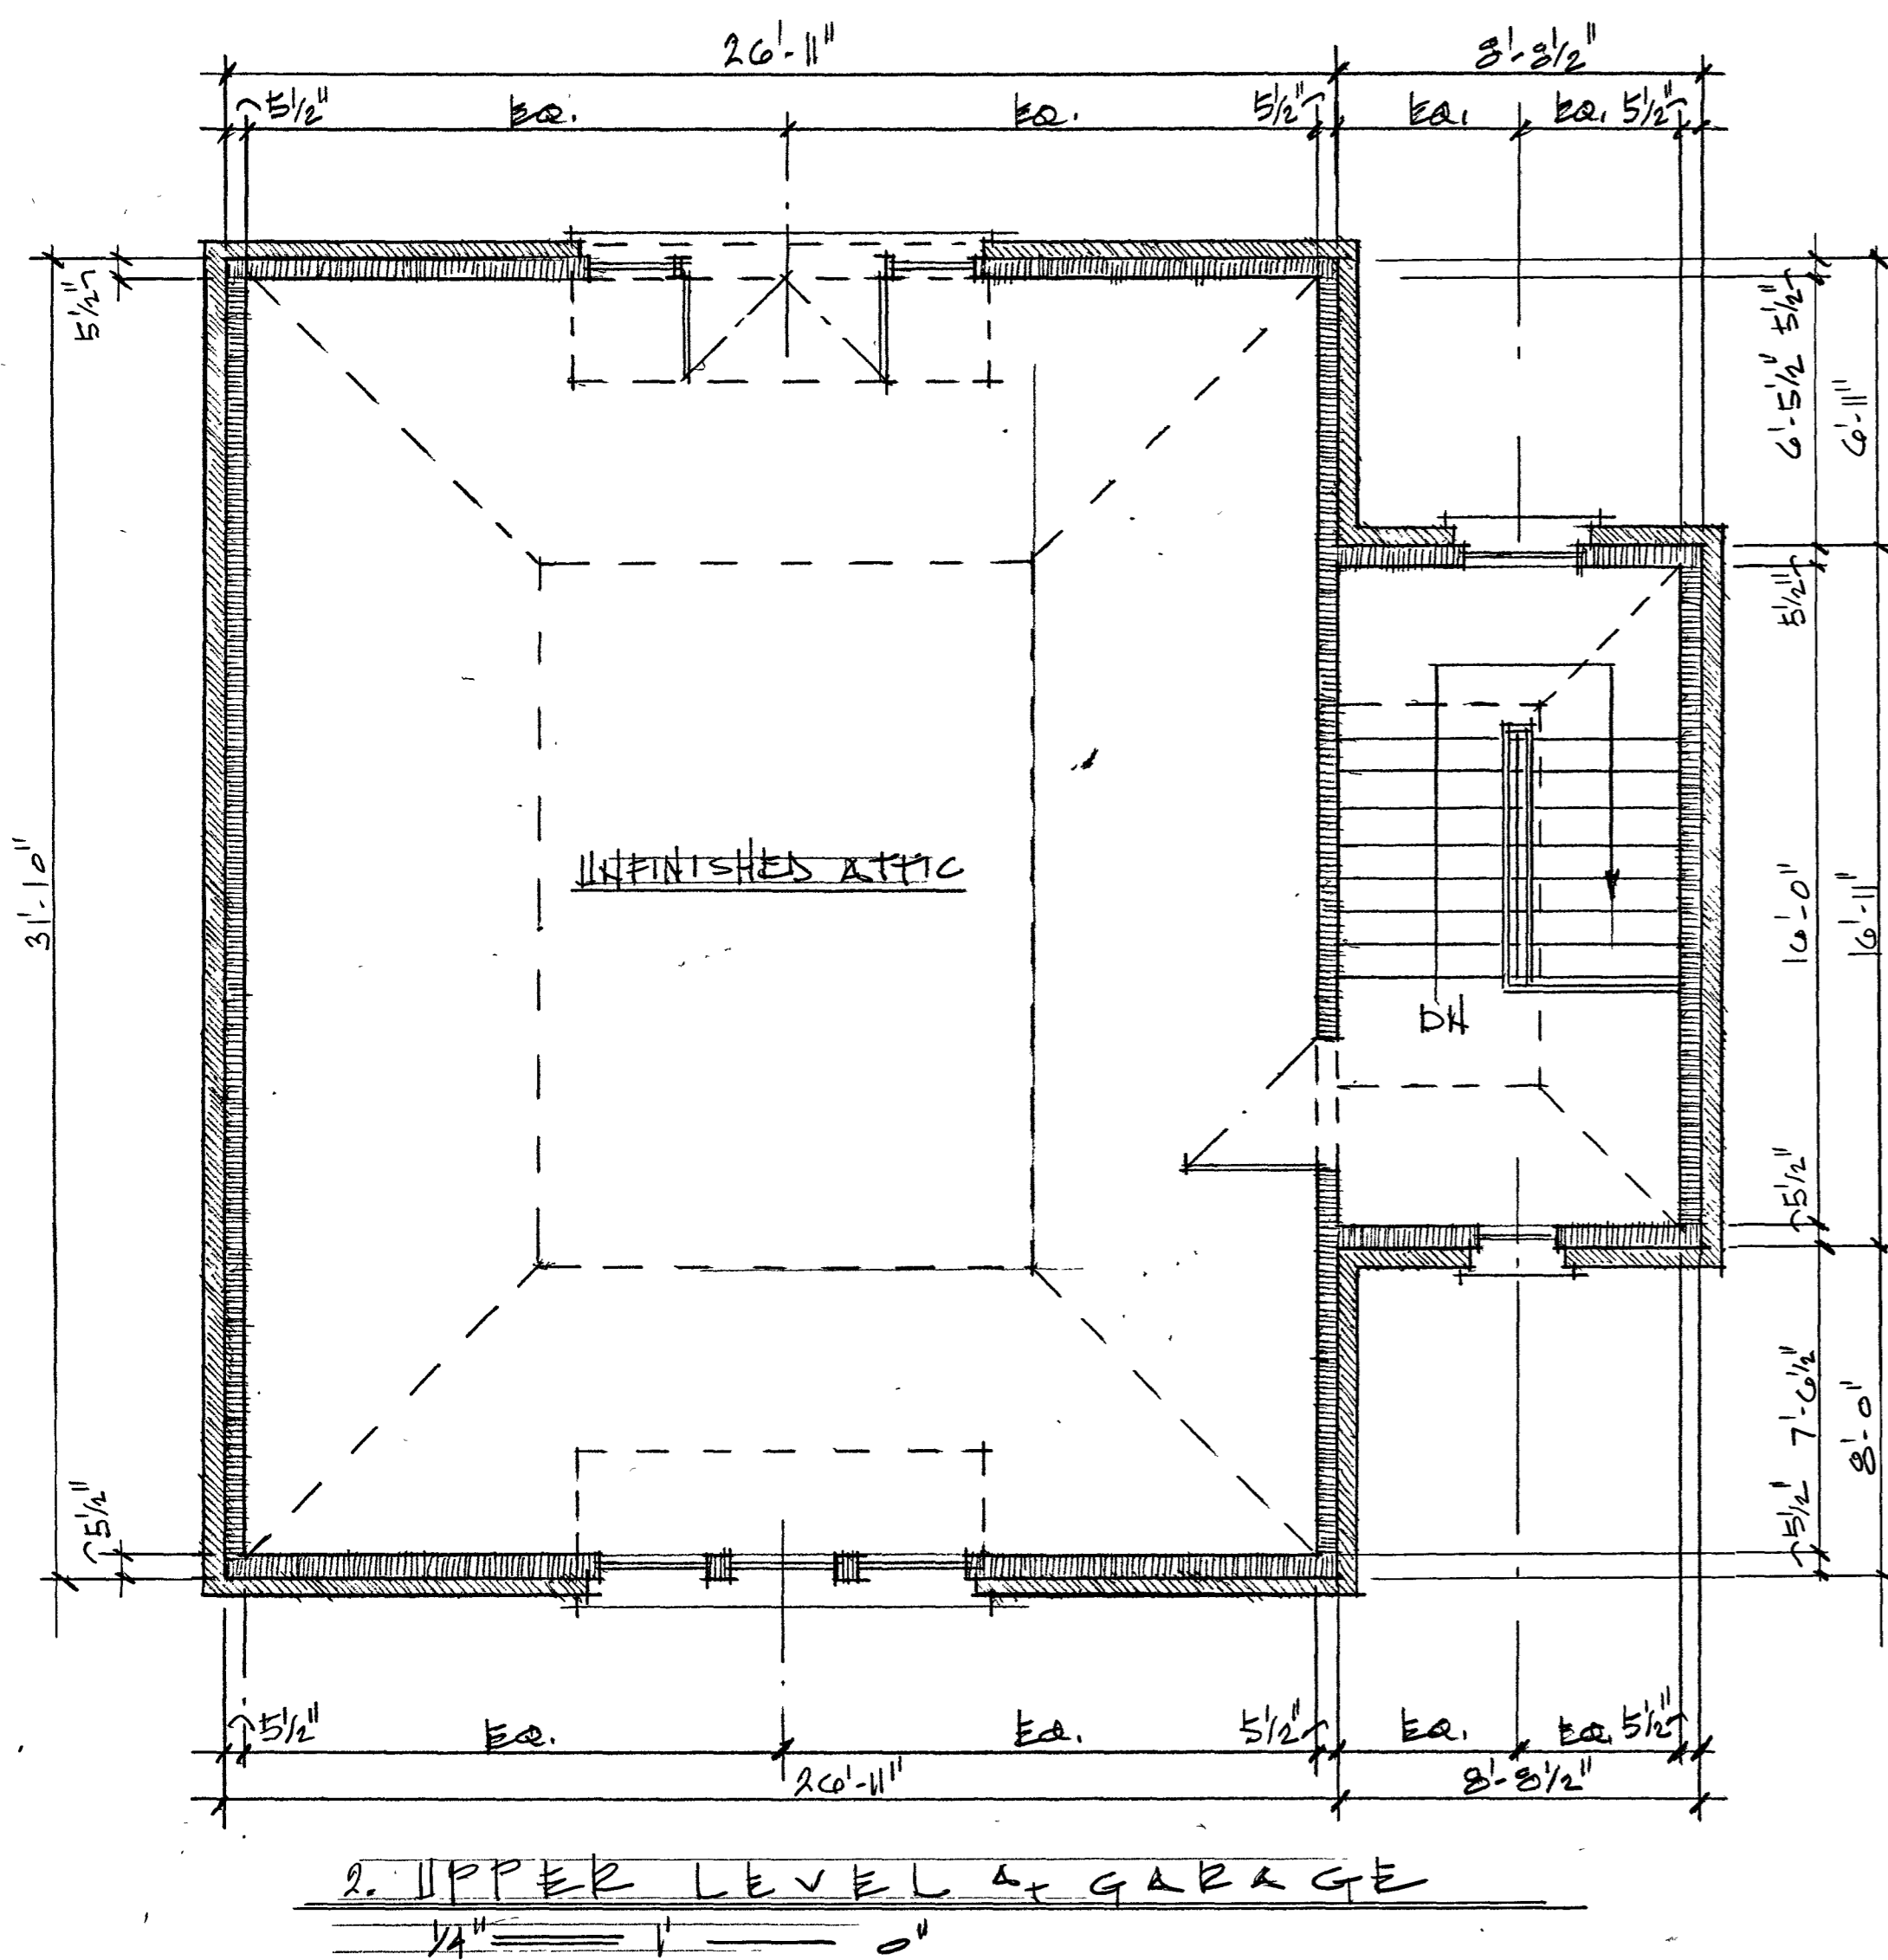 26'-11" 8'-8½"
5½" EQ. EQ. 5½" EQ. EQ. 5½"
5½"
5½"
6'-5½"
6'-11"
5½"
31'-10"
UNFINISHED ATTIC
16'-0"
16'-11"
DN
5½"
7'-6½"
8'-0"
5½"
5½"
5½" EQ. EQ. 5½" EQ. EQ. 5½"
26'-11" 8'-8½"
2. UPPER LEVEL At GARAGE
1/4" = 1' — 0"